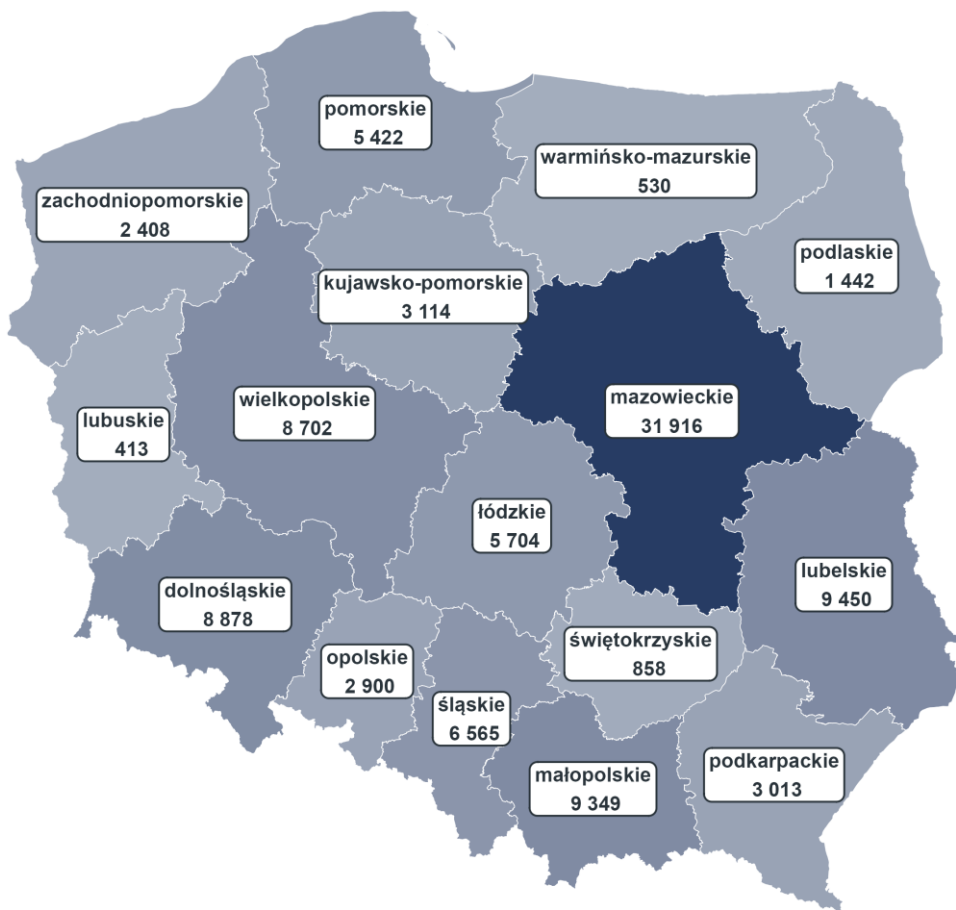 pomorskie
5 422
warmińsko-mazurskie
530
zachodniopomorskie
2 408
podlaskie
1 442
kujawsko-pomorskie
3 114
wielkopolskie
8 702
mazowieckie
31 916
lubuskie
413
łódzkie
5 704
lubelskie
9 450
dolnośląskie
8 878
świętokrzyskie
858
opolskie
2 900
śląskie
6 565
małopolskie
9 349
podkarpackie
3 013